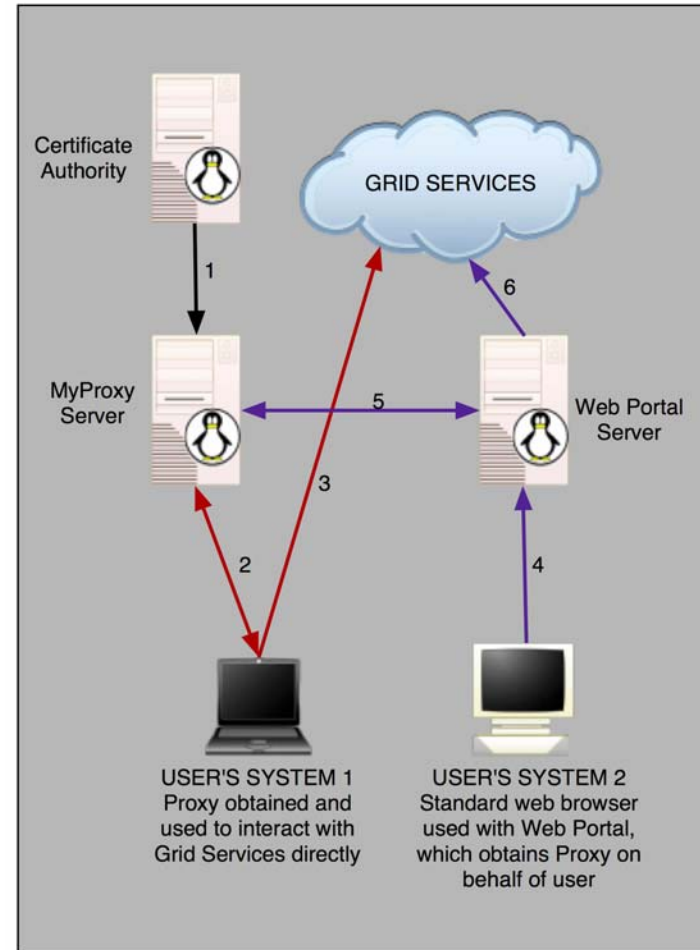 Certificate
Authority
GRID SERVICES
1
6
MyProxy
Server
5
Web Portal
Server
3
2
4
USER'S SYSTEM 1
Proxy obtained and
used to interact with
Grid Services directly
USER'S SYSTEM 2
Standard web browser
used with Web Portal,
which obtains Proxy on
behalf of user